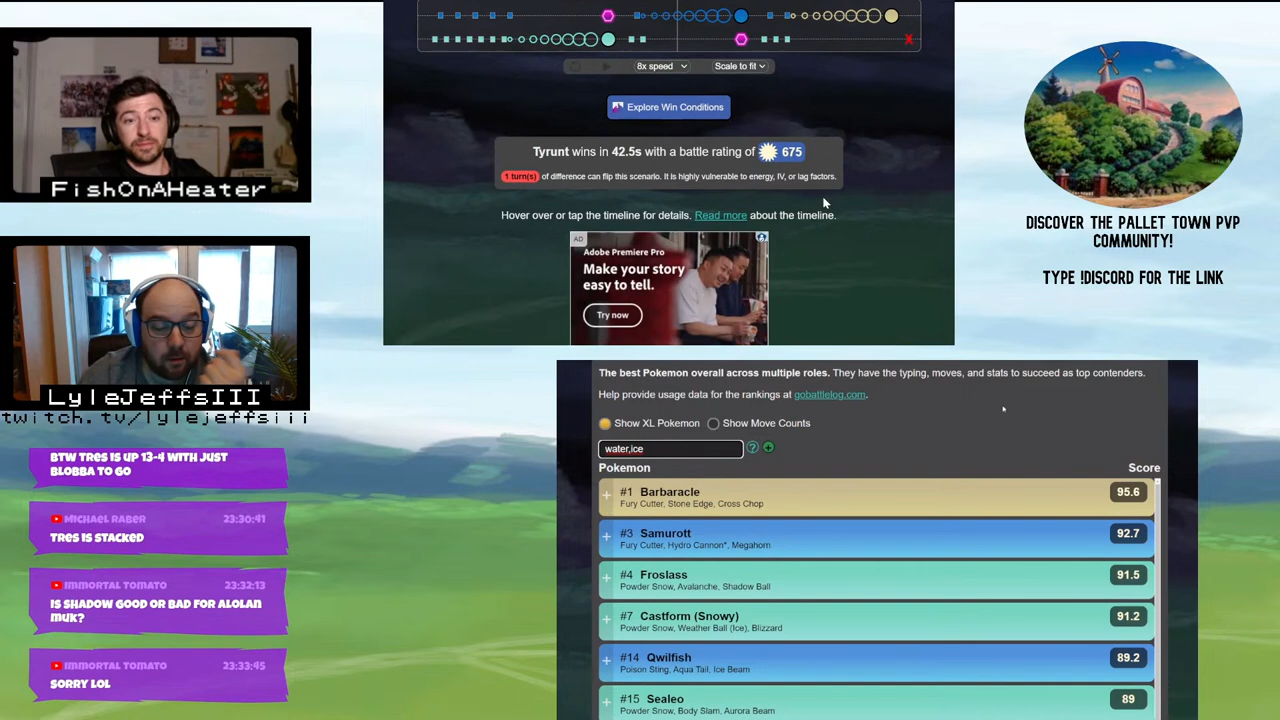 FishOnAHeater
LyleJeffsIII
twitch.tv/lylejeffsiii
BTW TRES IS UP 13-4 WITH JUST
BLOBBA TO GO
MICHAEL RABER 23:30:41
TRES IS STACKED
IMMORTAL TOMATO 23:32:13
IS SHADOW GOOD OR BAD FOR ALOLAN
MUK?
IMMORTAL TOMATO 23:33:45
SORRY LOL
8x speed
Scale to fit
Explore Win Conditions
Tyrunt wins in 42.5s with a battle rating of 675
1 turn(s) of difference can flip this scenario. It is highly vulnerable to energy, IV, or lag factors.
Hover over or tap the timeline for details. Read more about the timeline.
AD
Adobe Premiere Pro
Make your story
easy to tell.
Try now
The best Pokemon overall across multiple roles. They have the typing, moves, and stats to succeed as top contenders.
Help provide usage data for the rankings at gobattlelog.com.
Show XL Pokemon Show Move Counts
water,ice
?
+
Pokemon Score
+ #1 Barbaracle 95.6
Fury Cutter, Stone Edge, Cross Chop
+ #3 Samurott 92.7
Fury Cutter, Hydro Cannon*, Megahorn
+ #4 Froslass 91.5
Powder Snow, Avalanche, Shadow Ball
+ #7 Castform (Snowy) 91.2
Powder Snow, Weather Ball (Ice), Blizzard
+ #14 Qwilfish 89.2
Poison Sting, Aqua Tail, Ice Beam
+ #15 Sealeo 89
Powder Snow, Body Slam, Aurora Beam
DISCOVER THE PALLET TOWN PVP
COMMUNITY!
TYPE !DISCORD FOR THE LINK